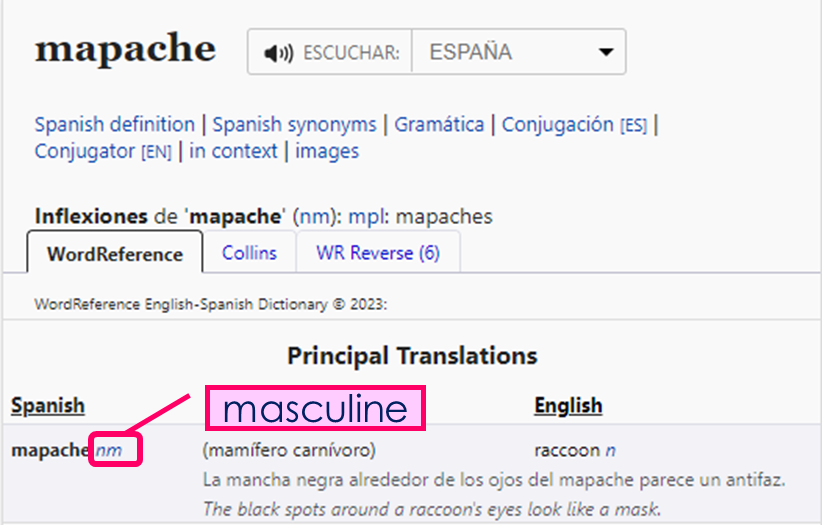 mapache ESCUCHAR: ESPAÑA
Spanish definition | Spanish synonyms | Gramática | Conjugación [ES] |
Conjugator [EN] | in context | images
Inflexiones de 'mapache' (nm): mpl: mapaches
WordReference Collins WR Reverse (6)
WordReference English-Spanish Dictionary © 2023:
Principal Translations
Spanish masculine English
mapache nm (mamífero carnívoro) raccoon n
La mancha negra alrededor de los ojos del mapache parece un antifaz.
The black spots around a raccoon's eyes look like a mask.